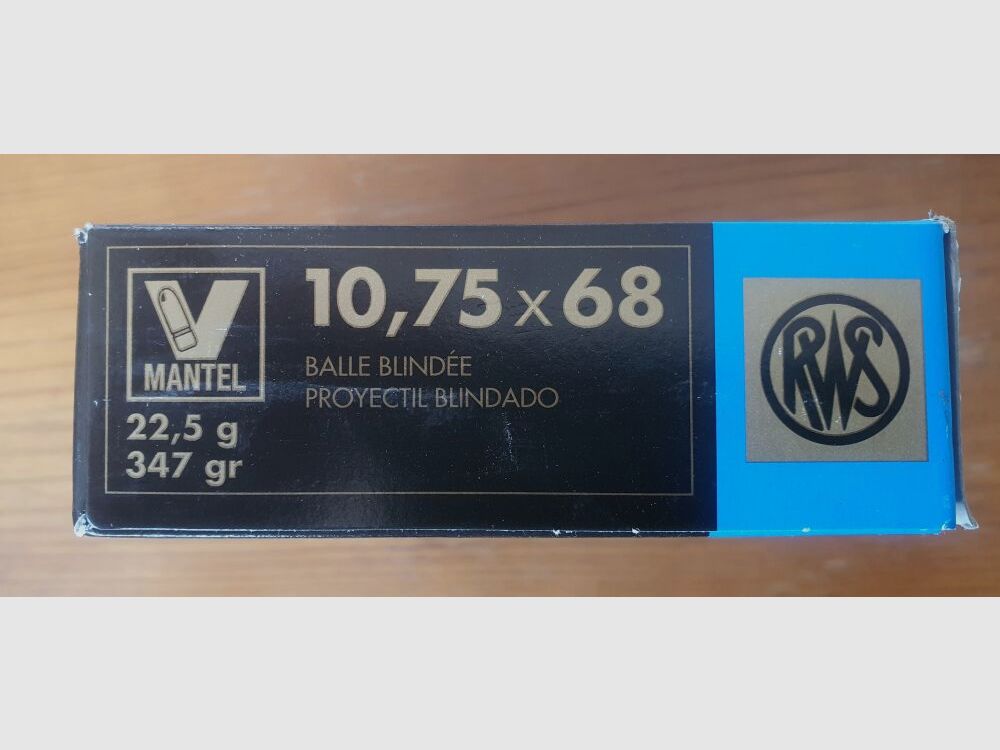 V
MANTEL
22,5 g
347 gr
10,75 x 68
BALLE BLINDÉE
PROYECTIL BLINDADO
RWS